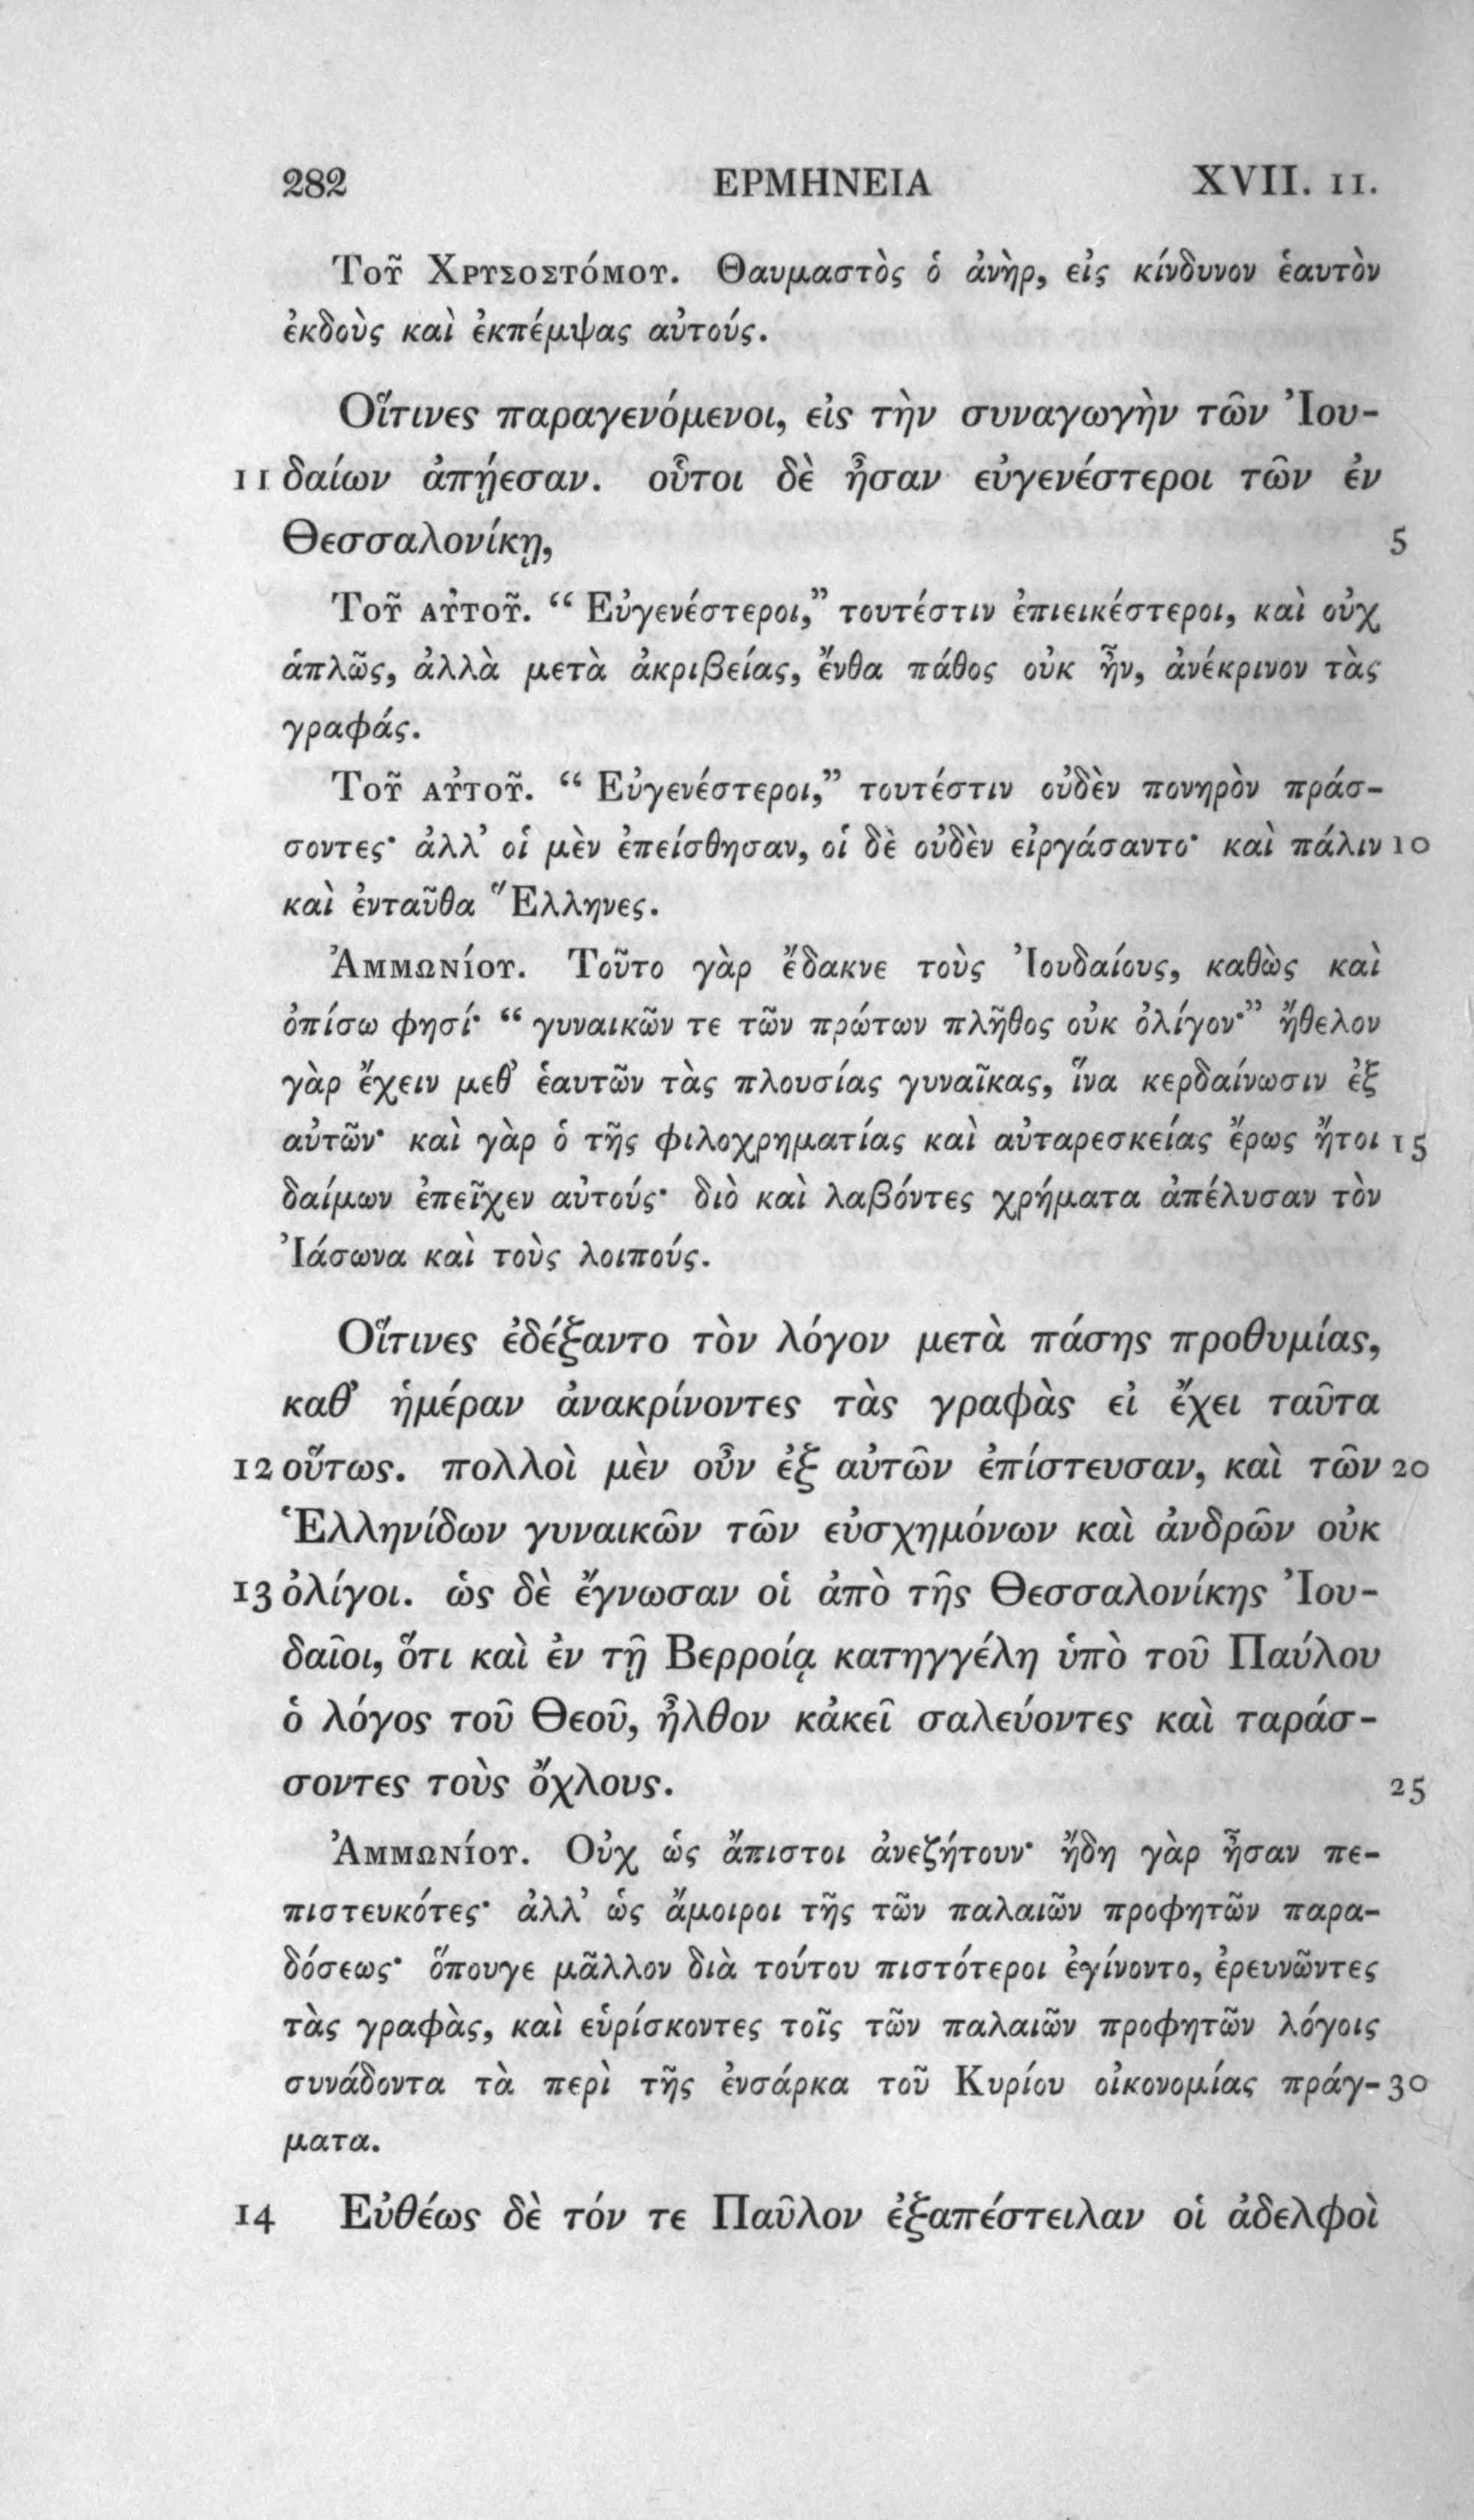 282 ΕΡΜΗΝΕΙΑ XVII. 11.
Τοῦ Χρυσοστόμου. Θαυμαστὸς ὁ ἀνὴρ, εἰς κίνδυνον ἑαυτὸν
ἐκδοὺς καὶ ἐκπέμψας αὐτούς.
Οἵτινες παραγενόμενοι, εἰς τὴν συναγωγὴν τῶν Ἰου-
11 δαίων ἀπῄεσαν. οὗτοι δὲ ἦσαν εὐγενέστεροι τῶν ἐν
Θεσσαλονίκῃ, 5
Τοῦ αὐτοῦ. “ Εὐγενέστεροι,” τουτέστιν ἐπιεικέστεροι, καὶ οὐχ
ἁπλῶς, ἀλλὰ μετὰ ἀκριβείας, ἔνθα πάθος οὐκ ἦν, ἀνέκρινον τὰς
γραφάς.
Τοῦ αὐτοῦ. “ Εὐγενέστεροι,” τουτέστιν οὐδὲν πονηρὸν πράσ-
σοντες· ἀλλ’ οἱ μὲν ἐπείσθησαν, οἱ δὲ οὐδὲν εἰργάσαντο· καὶ πάλιν 10
καὶ ἐνταῦθα Ἕλληνες.
Ἀμμωνίου. Τοῦτο γὰρ ἔδακνε τοὺς Ἰουδαίους, καθὼς καὶ
ὀπίσω φησί· “ γυναικῶν τε τῶν πρώτων πλῆθος οὐκ ὀλίγον·” ἤθελον
γὰρ ἔχειν μεθ’ ἑαυτῶν τὰς πλουσίας γυναῖκας, ἵνα κερδαίνωσιν ἐξ
αὐτῶν· καὶ γὰρ ὁ τῆς φιλοχρηματίας καὶ αὐταρεσκείας ἔρως ἤτοι 15
δαίμων ἐπεῖχεν αὐτούς· διὸ καὶ λαβόντες χρήματα ἀπέλυσαν τὸν
Ἰάσωνα καὶ τοὺς λοιπούς.
Οἵτινες ἐδέξαντο τὸν λόγον μετὰ πάσης προθυμίας,
καθ’ ἡμέραν ἀνακρίνοντες τὰς γραφὰς εἰ ἔχει ταῦτα
12 οὕτως. πολλοὶ μὲν οὖν ἐξ αὐτῶν ἐπίστευσαν, καὶ τῶν 20
Ἑλληνίδων γυναικῶν τῶν εὐσχημόνων καὶ ἀνδρῶν οὐκ
13 ὀλίγοι. ὡς δὲ ἔγνωσαν οἱ ἀπὸ τῆς Θεσσαλονίκης Ἰου-
δαῖοι, ὅτι καὶ ἐν τῇ Βερροίᾳ κατηγγέλη ὑπὸ τοῦ Παύλου
ὁ λόγος τοῦ Θεοῦ, ἦλθον κἀκεῖ σαλεύοντες καὶ ταράσ-
σοντες τοὺς ὄχλους. 25
Ἀμμωνίου. Οὐχ ὡς ἄπιστοι ἀνεζήτουν· ἤδη γὰρ ἦσαν πε-
πιστευκότες· ἀλλ’ ὡς ἄμοιροι τῆς τῶν παλαιῶν προφητῶν παρα-
δόσεως· ὅπουγε μᾶλλον διὰ τούτου πιστότεροι ἐγίνοντο, ἐρευνῶντες
τὰς γραφὰς, καὶ εὑρίσκοντες τοῖς τῶν παλαιῶν προφητῶν λόγοις
συνάδοντα τὰ περὶ τῆς ἐνσάρκα τοῦ Κυρίου οἰκονομίας πράγ- 30
ματα.
14 Εὐθέως δὲ τόν τε Παῦλον ἐξαπέστειλαν οἱ ἀδελφοὶ